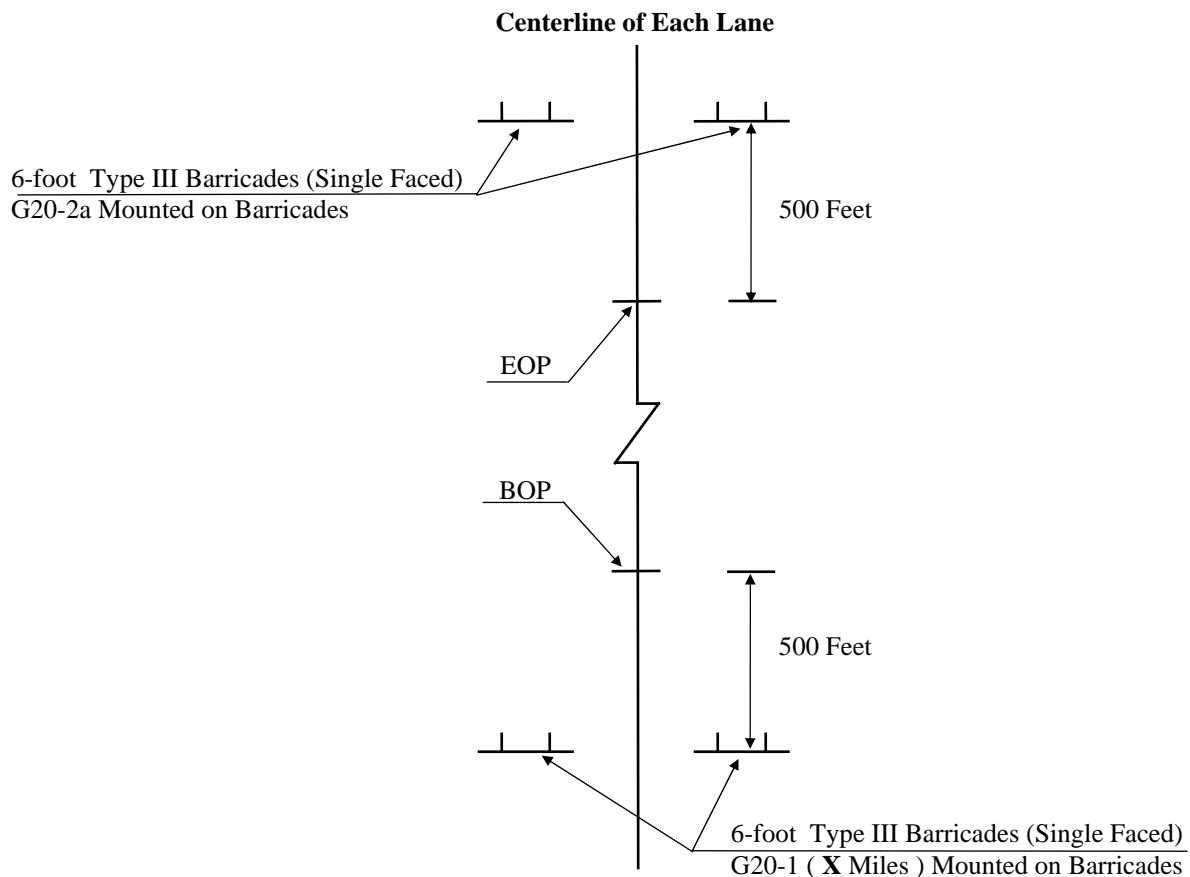 Centerline of Each Lane
6-foot  Type III Barricades (Single Faced)
G20-2a Mounted on Barricades
500 Feet
EOP
BOP
500 Feet
6-foot  Type III Barricades (Single Faced)
G20-1 ( X Miles ) Mounted on Barricades